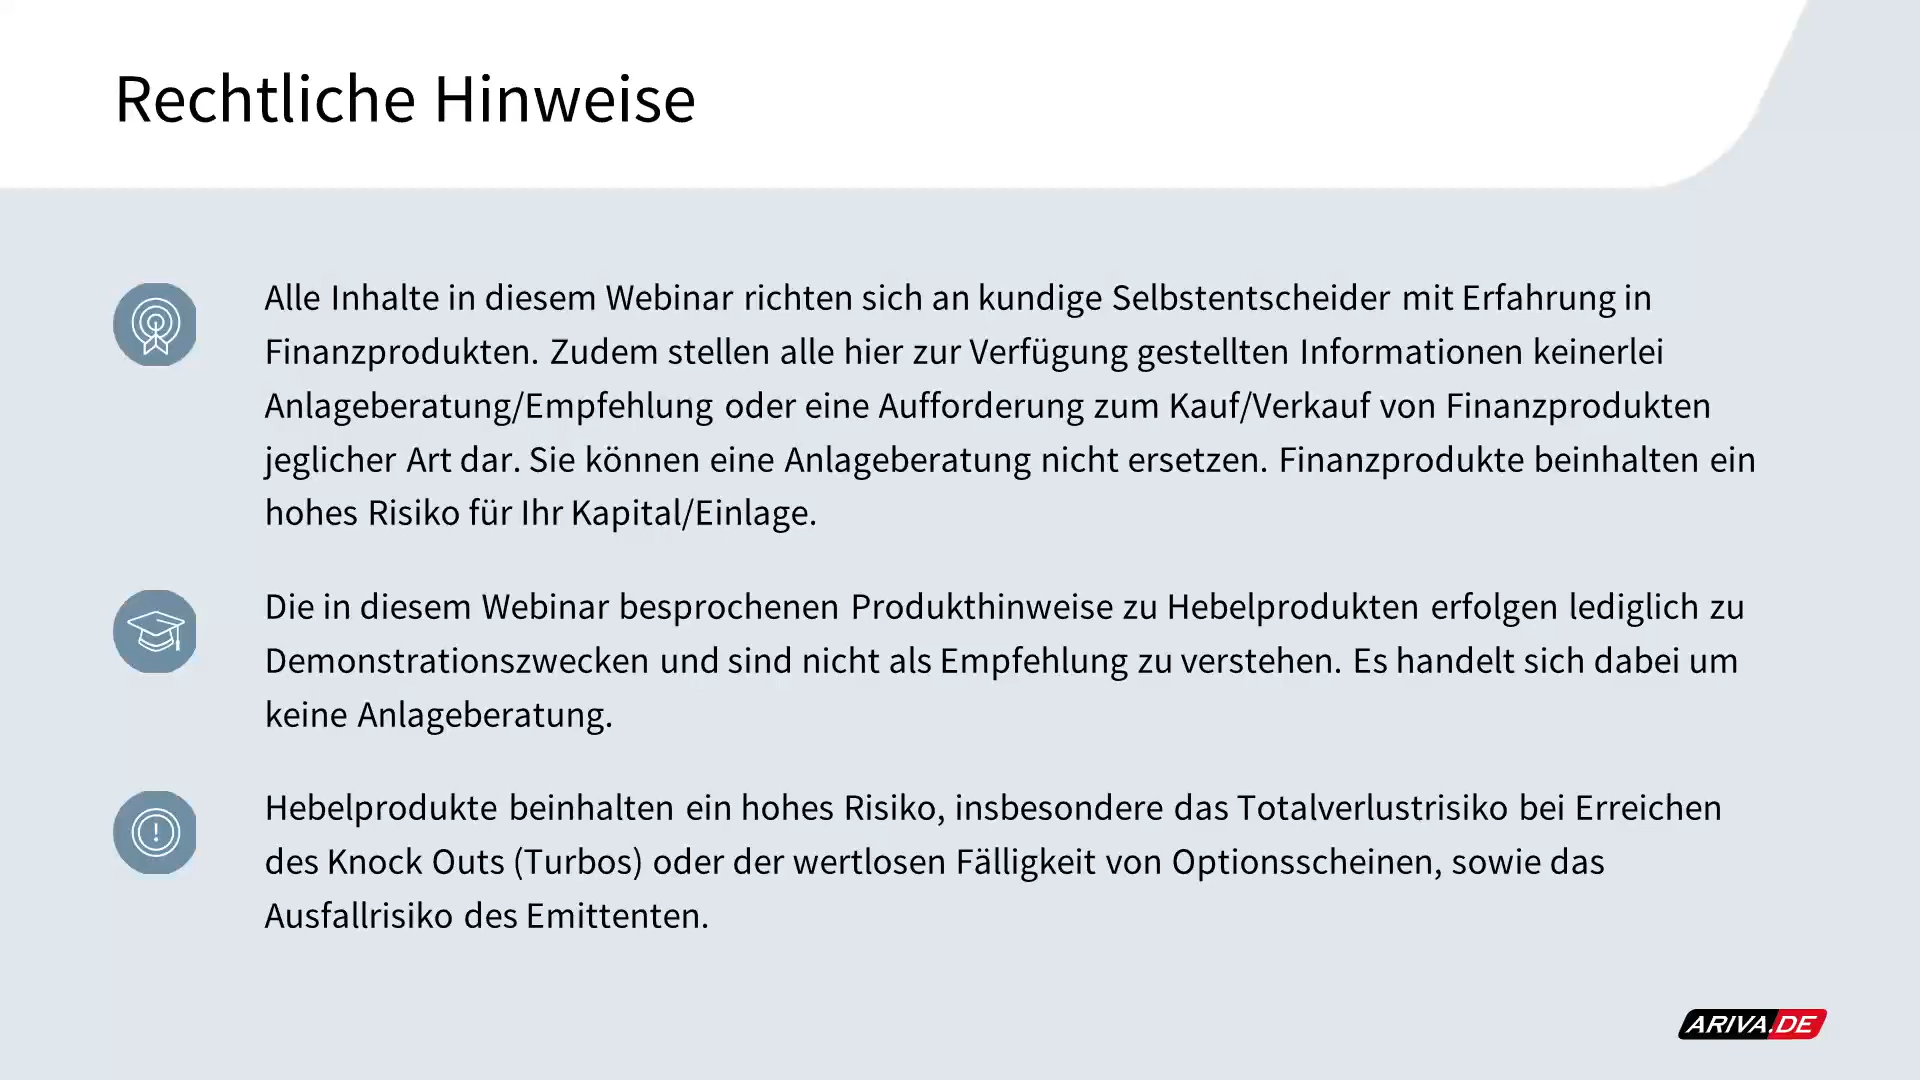 Rechtliche Hinweise
Alle Inhalte in diesem Webinar richten sich an kundige Selbstentscheider mit Erfahrung in
Finanzprodukten. Zudem stellen alle hier zur Verfügung gestellten Informationen keinerlei
Anlageberatung/Empfehlung oder eine Aufforderung zum Kauf/Verkauf von Finanzprodukten
jeglicher Art dar. Sie können eine Anlageberatung nicht ersetzen. Finanzprodukte beinhalten ein
hohes Risiko für Ihr Kapital/Einlage.
Die in diesem Webinar besprochenen Produkthinweise zu Hebelprodukten erfolgen lediglich zu
Demonstrationszwecken und sind nicht als Empfehlung zu verstehen. Es handelt sich dabei um
keine Anlageberatung.
Hebelprodukte beinhalten ein hohes Risiko, insbesondere das Totalverlustrisiko bei Erreichen
des Knock Outs (Turbos) oder der wertlosen Fälligkeit von Optionsscheinen, sowie das
Ausfallrisiko des Emittenten.
ARIVA.DE